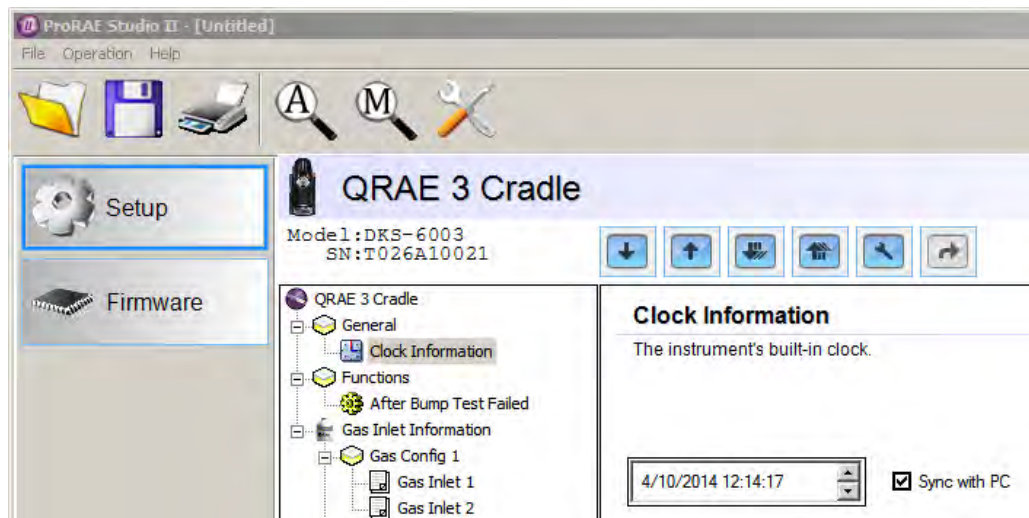 ProRAE Studio II - [Untitled]
File Operation Help
A M
Setup
Firmware
QRAE 3 Cradle
Model:DKS-6003
SN:T026A10021
QRAE 3 Cradle
General
Clock Information
Functions
After Bump Test Failed
Gas Inlet Information
Gas Config 1
Gas Inlet 1
Gas Inlet 2
Clock Information
The instrument's built-in clock.
4/10/2014 12:14:17
Sync with PC